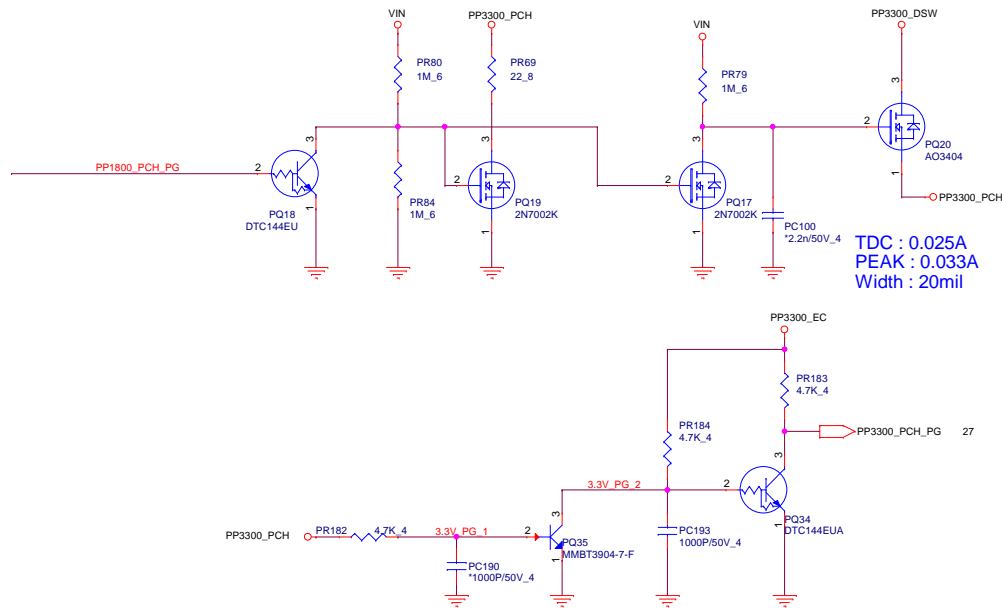 VIN
PP3300_PCH
VIN
PP3300_DSW
PR80
1M_6
PR69
22_8
PR79
1M_6
3
3
3
3
2
PQ20
AO3404
PP1800_PCH_PG
2
2
2
1
PQ18
DTC144EU
1
PR84
1M_6
PQ19
2N7002K
1
PQ17
2N7002K
1
PC100
*2.2n/50V_4
PP3300_PCH
TDC : 0.025A
PEAK : 0.033A
Width : 20mil
PP3300_EC
PR183
4.7K_4
PR184
4.7K_4
PP3300_PCH_PG 27
3
3.3V_PG_2
2
3
PP3300_PCH
PR182
4.7K_4
3.3V_PG_1
2
PQ35
MMBT3904-7-F
1
PC193
1000P/50V_4
PQ34
DTC144EUA
1
PC190
*1000P/50V_4